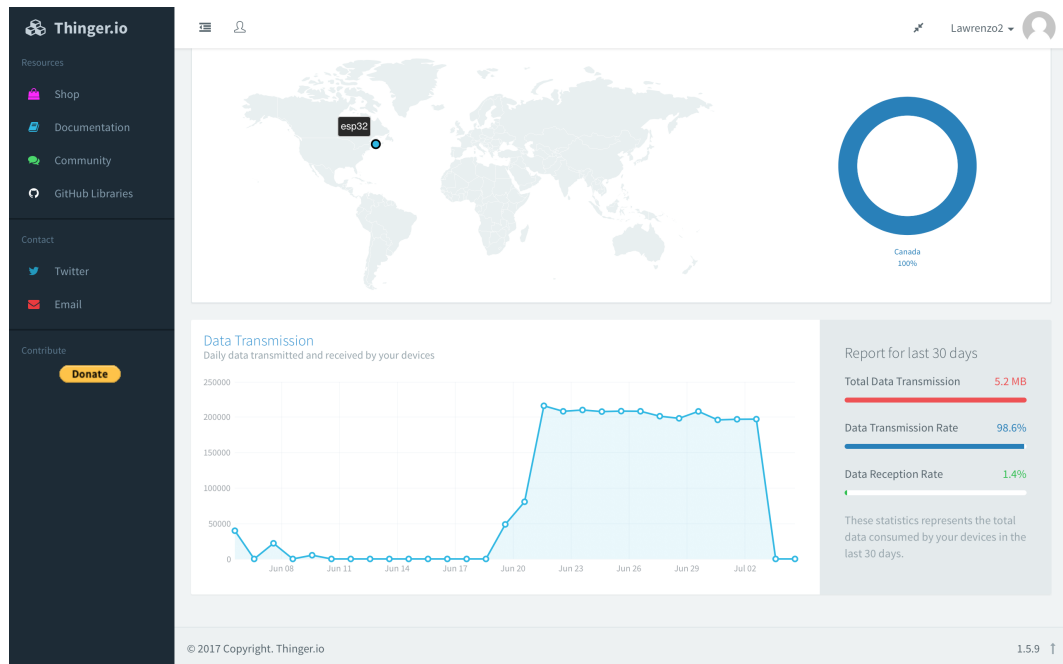 Thinger.io
Lawrenzo2
Resources
Shop
Documentation
Community
GitHub Libraries
Contact
Twitter
Email
Contribute
Donate
esp32
Canada
100%
Data Transmission
Daily data transmitted and received by your devices
250000
200000
150000
100000
50000
0
Jun 08 Jun 11 Jun 14 Jun 17 Jun 20 Jun 23 Jun 26 Jun 29 Jul 02
Report for last 30 days
Total Data Transmission 5.2 MB
Data Transmission Rate 98.6%
Data Reception Rate 1.4%
These statistics represents the total
data consumed by your devices in the
last 30 days.
© 2017 Copyright. Thinger.io
1.5.9